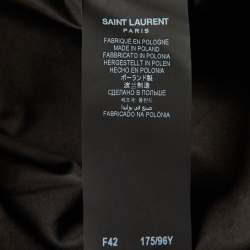 SAINT LAURENT
PARIS
FABRIQUÉ EN POLOGNE
MADE IN POLAND
FABBRICATO IN POLONIA
HERGESTELLT IN POLEN
HECHO EN POLONIA
ポーランド製
波兰制造
СДЕЛАНО В ПОЛЬШЕ
صنع في بولندا
FABRICADO NA POLÓNIA
F42 175/96Y